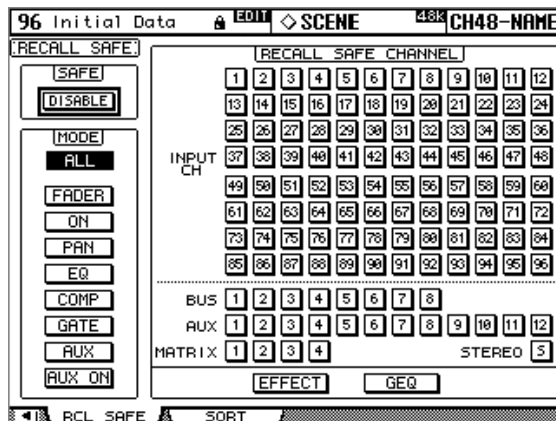 96 Initial Data EDIT ◇ SCENE 48k CH48-NAME
RECALL SAFE
SAFE
DISABLE
MODE
ALL
FADER
ON
PAN
EQ
COMP
GATE
AUX
AUX ON
RECALL SAFE CHANNEL
INPUT CH
1 2 3 4 5 6 7 8 9 10 11 12
13 14 15 16 17 18 19 20 21 22 23 24
25 26 27 28 29 30 31 32 33 34 35 36
37 38 39 40 41 42 43 44 45 46 47 48
49 50 51 52 53 54 55 56 57 58 59 60
61 62 63 64 65 66 67 68 69 70 71 72
73 74 75 76 77 78 79 80 81 82 83 84
85 86 87 88 89 90 91 92 93 94 95 96
BUS 1 2 3 4 5 6 7 8
AUX 1 2 3 4 5 6 7 8 9 10 11 12
MATRIX 1 2 3 4 STEREO S
EFFECT GEQ
RCL SAFE SORT